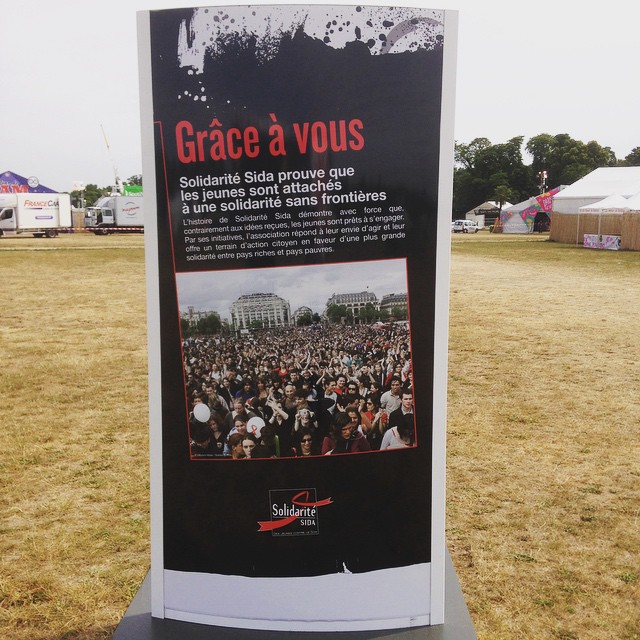 Grâce à vous
Solidarité Sida prouve que
les jeunes sont attachés
à une solidarité sans frontières
L'histoire de Solidarité Sida démontre avec force que,
contrairement aux idées reçues, les jeunes sont prêts à s'engager.
Par ses initiatives, l'association répond à leur envie d'agir et leur
offre un terrain d'action citoyen en faveur d'une plus grande
solidarité entre pays riches et pays pauvres.
Solidarité
SIDA
FRANCECAR